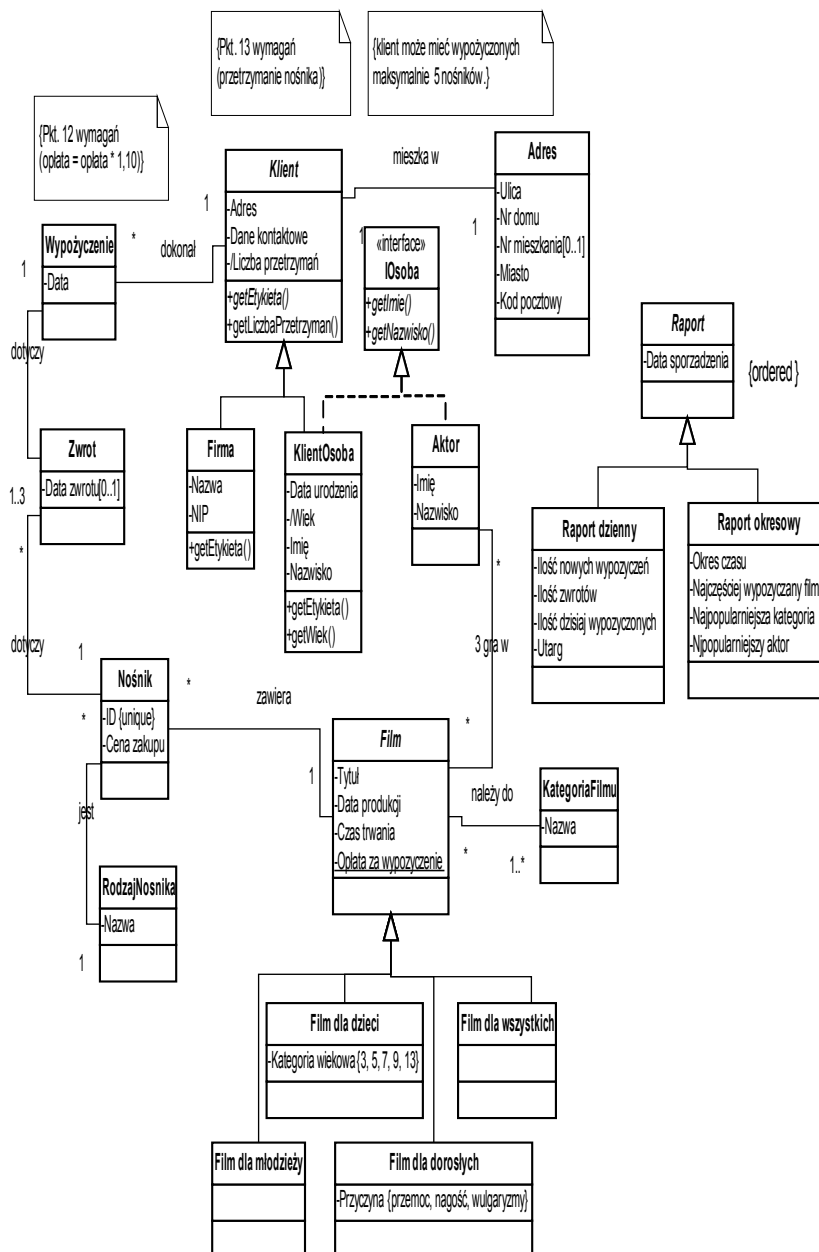 {Pkt. 13 wymagań
(przetrzymanie nośnika)}
{klient może mieć wypożyczonych
maksymalnie 5 nośników.}
{Pkt. 12 wymagań
(opłata = opłata * 1,10)}
Klient
-Adres
-Dane kontaktowe
-/Liczba przetrzymań
+getEtykieta()
+getLiczbaPrzetrzyman()
mieszka w
1
1
Adres
-Ulica
-Nr domu
-Nr mieszkania[0..1]
-Miasto
-Kod pocztowy
Wypożyczenie
-Data
*
dokonał
1
1
«interface»
IOsoba
+getImie()
+getNazwisko()
Raport
-Data sporzadzenia
{ordered }
dotyczy
Zwrot
-Data zwrotu[0..1]
1..3
*
Firma
-Nazwa
-NIP
+getEtykieta()
KlientOsoba
-Data urodzenia
-/Wiek
-Imię
-Nazwisko
+getEtykieta()
+getWiek()
Aktor
-Imię
-Nazwisko
*
3 gra w
*
Raport dzienny
-Ilość nowych wypozyczeń
-Ilość zwrotów
-Ilość dzisiaj wypozyczonych
-Utarg
Raport okresowy
-Okres czasu
-Najczęściej wypozyczany film
-Najpopularniejsza kategoria
-Njpopularniejszy aktor
dotyczy
1
Nośnik
-ID {unique}
-Cena zakupu
*
*
zawiera
1
jest
RodzajNosnika
-Nazwa
1
Film
-Tytuł
-Data produkcji
-Czas trwania
-Opłata za wypozyczenie
należy do
*
1..*
KategoriaFilmu
-Nazwa
Film dla dzieci
-Kategoria wiekowa {3, 5, 7, 9, 13}
Film dla wszystkich
Film dla młodzieży
Film dla dorosłych
-Przyczyna {przemoc, nagość, wulgaryzmy}